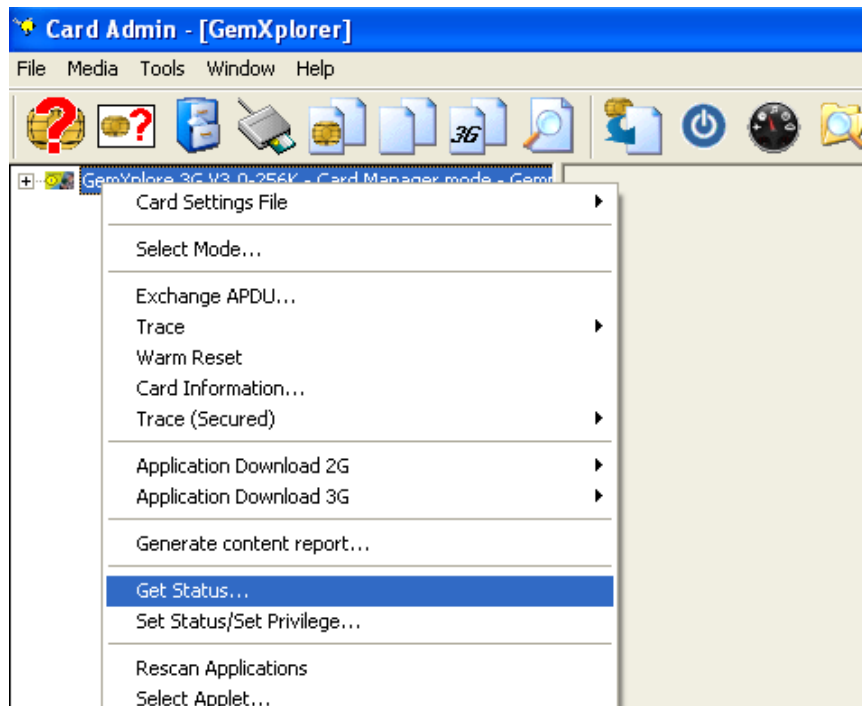 Card Admin - [GemXplorer]
File Media Tools Window Help
? ? 3G
GemXplore 3G V3.0-256K - Card Manager mode - Gem
Card Settings File
Select Mode...
Exchange APDU...
Trace
Warm Reset
Card Information...
Trace (Secured)
Application Download 2G
Application Download 3G
Generate content report...
Get Status...
Set Status/Set Privilege...
Rescan Applications
Select Applet...